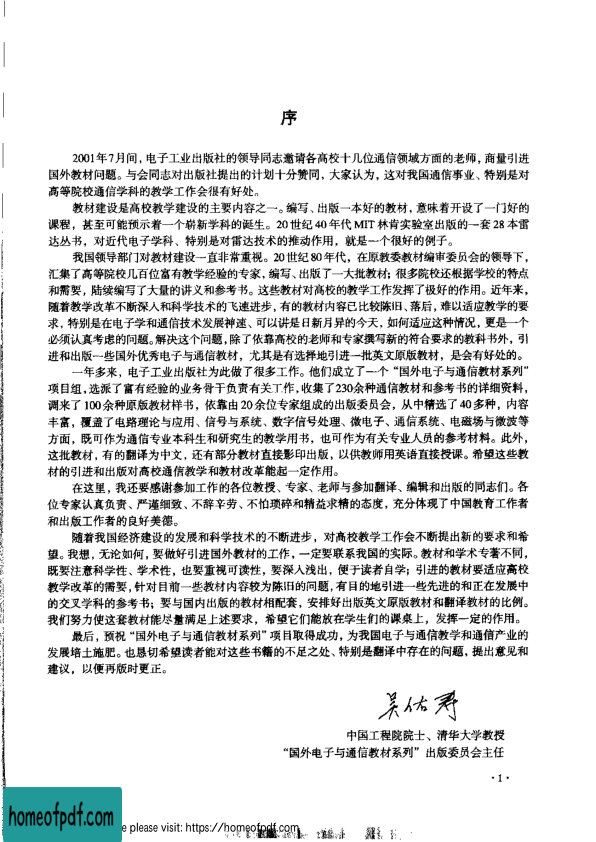 序
2001年7月间，电子工业出版社的领导同志邀请各高校十几位通信领域方面的老师，商量引进
国外教材问题。与会同志对出版社提出的计划十分赞同，大家认为，这对我国通信事业、特别是对
高等院校通信学科的教学工作会很有好处。
教材建设是高校教学建设的主要内容之一。编写、出版一本好的教材，意味着开设了一门好的
课程，甚至可能预示着一个崭新学科的诞生。20世纪40年代MIT林肯实验室出版的一套28本雷
达丛书，对近代电子学科、特别是对雷达技术的推动作用，就是一个很好的例子。
我国领导部门对教材建设一直非常重视。20世纪80年代，在原教委教材编审委员会的领导下，
汇集了高等院校几百位富有教学经验的专家，编写、出版了一大批教材；很多院校还根据学校的特点
和需要，陆续编写了大量的讲义和参考书。这些教材对高校的教学工作发挥了极好的作用。近年来，
随着教学改革不断深入和科学技术的飞速进步，有的教材内容已比较陈旧、落后，难以适应教学的要
求，特别是在电子学和通信技术发展神速、可以讲是日新月异的今天，如何适应这种情况，更是一个
必须认真考虑的问题。解决这个问题，除了依靠高校的老师和专家撰写新的符合要求的教科书外，引
进和出版一些国外优秀电子与通信教材，尤其是有选择地引进一批英文原版教材，是会有好处的。
一年多来，电子工业出版社为此做了很多工作。他们成立了一个“国外电子与通信教材系列”
项目组，选派了富有经验的业务骨干负责有关工作，收集了230余种通信教材和参考书的详细资料，
调来了100余种原版教材样书，依靠由20余位专家组成的出版委员会，从中精选了40多种，内容
丰富，覆盖了电路理论与应用、信号与系统、数字信号处理、微电子、通信系统、电磁场与微波等
方面，既可作为通信专业本科生和研究生的教学用书，也可作为有关专业人员的参考材料。此外，
这批教材，有的翻译为中文，还有部分教材直接影印出版，以供教师用英语直接授课。希望这些教
材的引进和出版对高校通信教学和教材改革能起一定作用。
在这里，我还要感谢参加工作的各位教授、专家、老师与参加翻译、编辑和出版的同志们。各
位专家认真负责、严谨细致、不辞辛劳、不怕琐碎和精益求精的态度，充分体现了中国教育工作者
和出版工作者的良好美德。
随着我国经济建设的发展和科学技术的不断进步，对高校教学工作会不断提出新的要求和希
望。我想，无论如何，要做好引进国外教材的工作，一定要联系我国的实际。教材和学术专著不同，
既要注意科学性、学术性，也要重视可读性，要深入浅出，便于读者自学；引进的教材要适应高校
教学改革的需要，针对目前一些教材内容较为陈旧的问题，有目的地引进一些先进的和正在发展中
的交叉学科的参考书；要与国内出版的教材相配套，安排好出版英文原版教材和翻译教材的比例。
我们努力使这套教材能尽量满足上述要求，希望它们能放在学生们的课桌上，发挥一定的作用。
最后，预祝“国外电子与通信教材系列”项目取得成功，为我国电子与通信教学和通信产业的
发展培土施肥。也恳切希望读者能对这些书籍的不足之处、特别是翻译中存在的问题，提出意见和
建议，以便再版时更正。
吴佑寿
中国工程院院士、清华大学教授
“国外电子与通信教材系列”出版委员会主任
·1·
homeofpdf.com
e please visit: https://homeofpdf.com